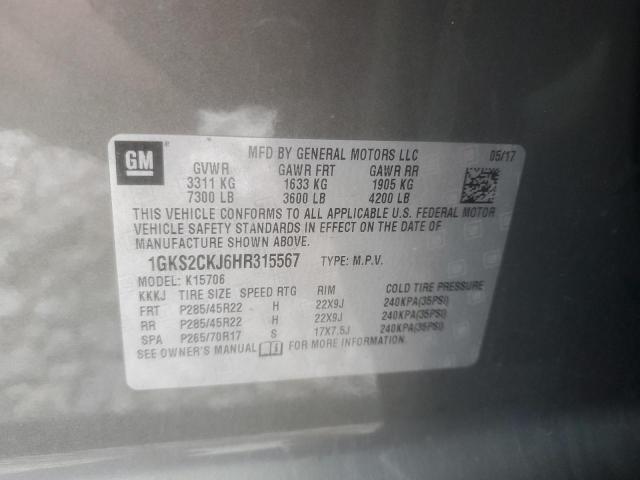 GM
MFD BY GENERAL MOTORS LLC 05/17
GVWR GAWR FRT GAWR RR
3311 KG 1633 KG 1905 KG
7300 LB 3600 LB 4200 LB
THIS VEHICLE CONFORMS TO ALL APPLICABLE U.S. FEDERAL MOTOR
VEHICLE SAFETY STANDARDS IN EFFECT ON THE DATE OF
MANUFACTURE SHOWN ABOVE.
1GKS2CKJ6HR315567 TYPE: M.P.V.
MODEL: K15706
KKKJ TIRE SIZE SPEED RTG RIM COLD TIRE PRESSURE
FRT P285/45R22 H 22X9J 240KPA(35PSI)
RR P285/45R22 H 22X9J 240KPA(35PSI)
SPA P265/70R17 S 17X7.5J 240KPA(35PSI)
SEE OWNER'S MANUAL FOR MORE INFORMATION.